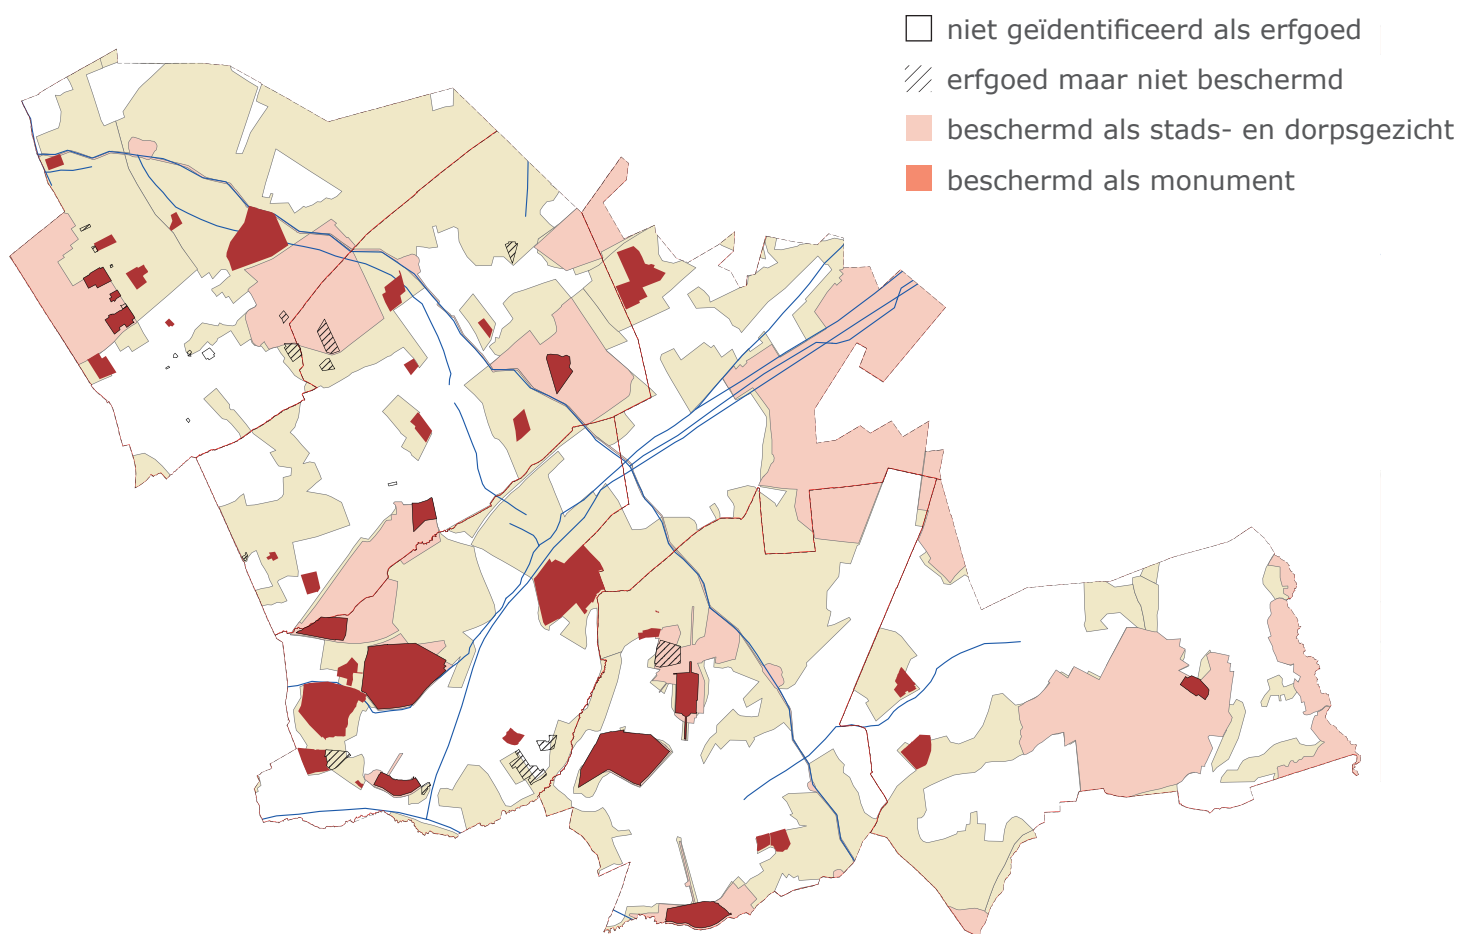 niet geïdentificeerd als erfgoed
erfgoed maar niet beschermd
beschermd als stads- en dorpsgezicht
beschermd als monument